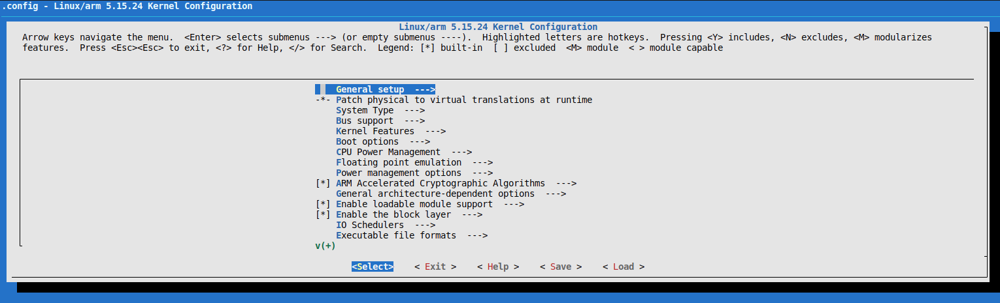 .config - Linux/arm 5.15.24 Kernel Configuration
Linux/arm 5.15.24 Kernel Configuration
Arrow keys navigate the menu.  <Enter> selects submenus ---> (or empty submenus ----).  Highlighted letters are hotkeys.  Pressing <Y> includes, <N> excludes, <M> modularizes
features.  Press <Esc><Esc> to exit, <?> for Help, </> for Search.  Legend: [*] built-in  [ ] excluded  <M> module  < > module capable
General setup  --->
-*- Patch physical to virtual translations at runtime
System Type  --->
Bus support  --->
Kernel Features  --->
Boot options  --->
CPU Power Management  --->
Floating point emulation  --->
Power management options  --->
[*] ARM Accelerated Cryptographic Algorithms  --->
General architecture-dependent options  --->
[*] Enable loadable module support  --->
[*] Enable the block layer  --->
IO Schedulers  --->
Executable file formats  --->
v(+)
<Select>    < Exit >    < Help >    < Save >    < Load >